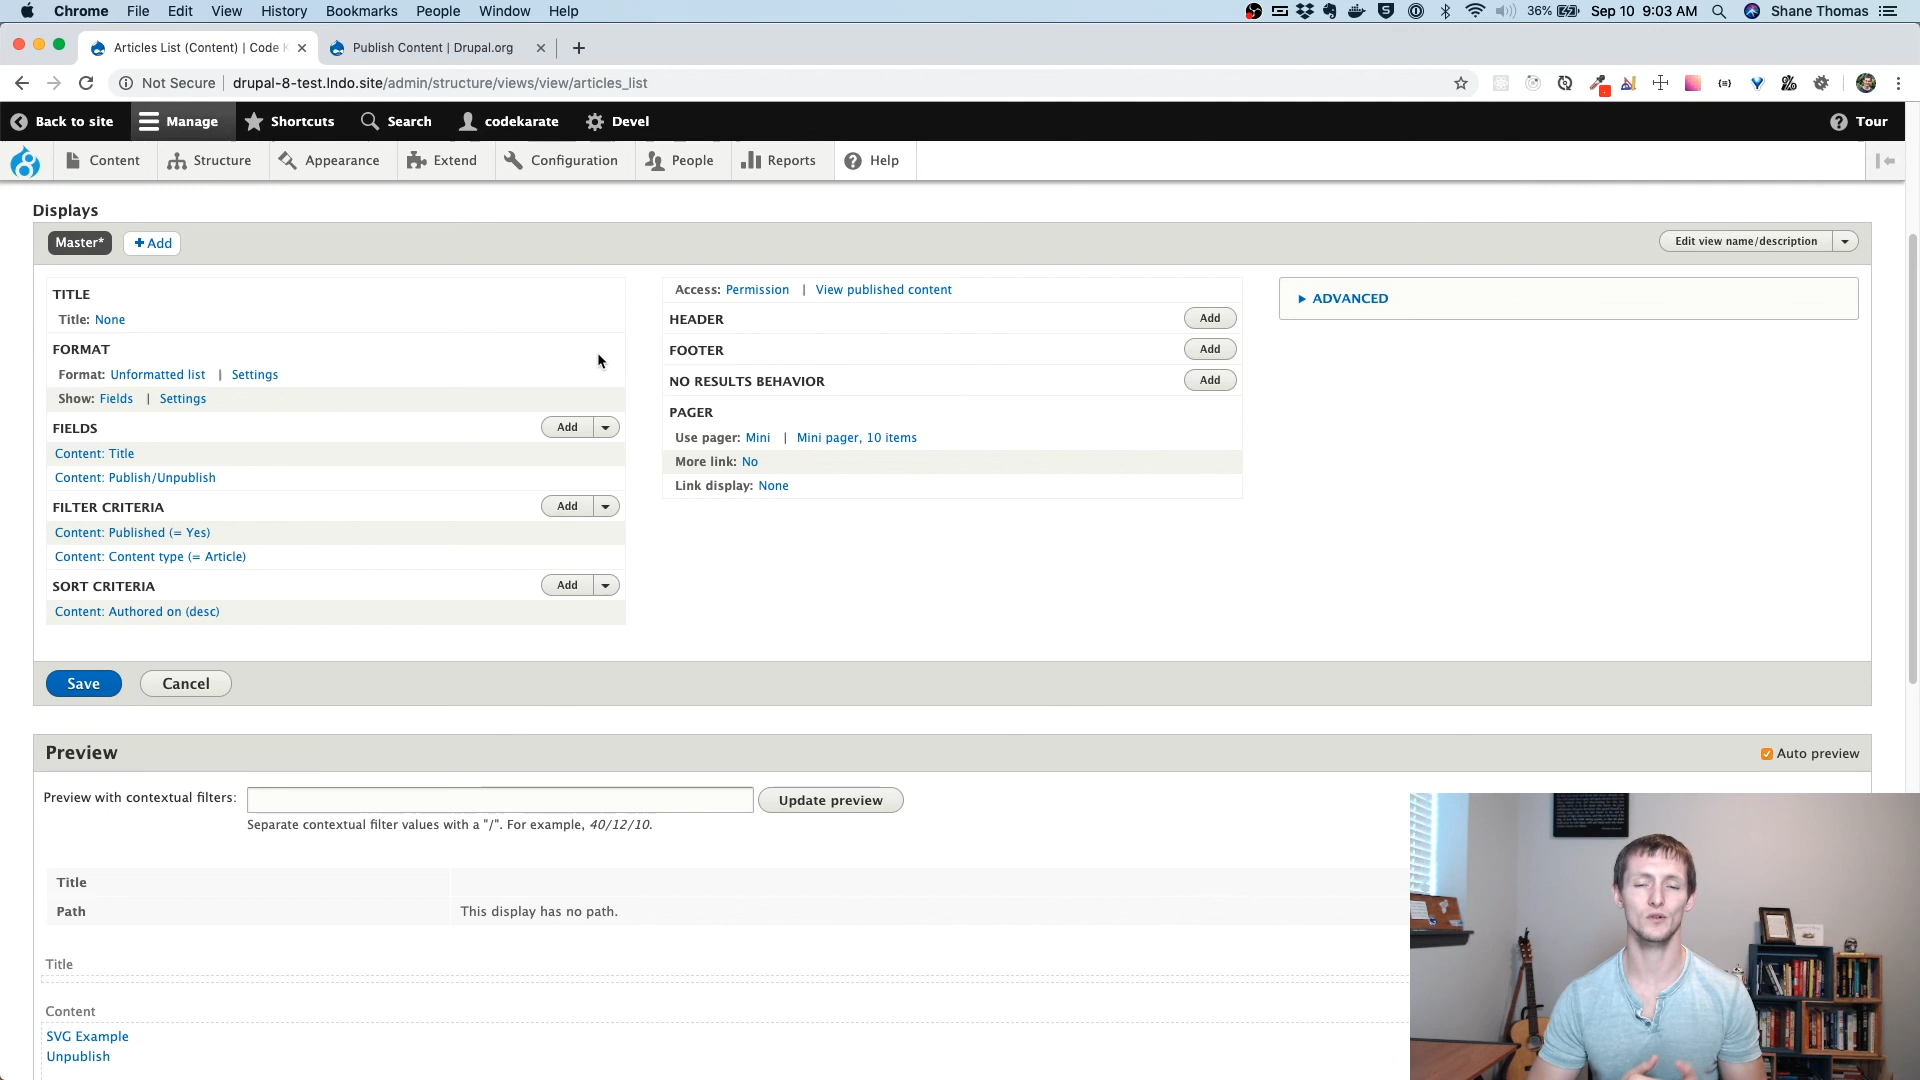 Chrome File Edit View History Bookmarks People Window Help 36% Sep 10 9:03 AM Shane Thomas
Articles List (Content) | Code K Publish Content | Drupal.org
Not Secure drupal-8-test.lndo.site/admin/structure/views/view/articles_list
Back to site Manage Shortcuts Search codekarate Devel Tour
Content Structure Appearance Extend Configuration People Reports Help
Displays
Master* Add Edit view name/description
TITLE
Title: None
FORMAT
Format: Unformatted list | Settings
Show: Fields | Settings
FIELDS Add
Content: Title
Content: Publish/Unpublish
FILTER CRITERIA Add
Content: Published (= Yes)
Content: Content type (= Article)
SORT CRITERIA Add
Content: Authored on (desc)
Access: Permission | View published content
HEADER Add
FOOTER Add
NO RESULTS BEHAVIOR Add
PAGER
Use pager: Mini | Mini pager, 10 items
More link: No
Link display: None
ADVANCED
Save Cancel
Preview Auto preview
Preview with contextual filters: Update preview
Separate contextual filter values with a "/". For example, 40/12/10.
Title
Path This display has no path.
Title
Content
SVG Example
Unpublish